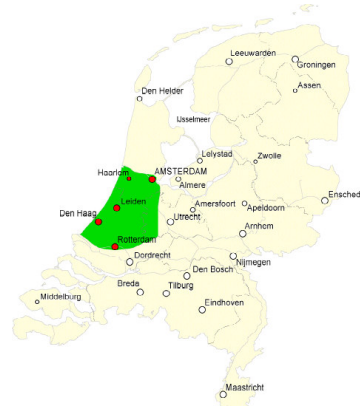 Leeuwarden
Groningen
Assen
Den Helder
IJsselmeer
Lelystad
Zwolle
Haarlem
AMSTERDAM
Almere
Ensched
Leiden
Amersfoort
Apeldoorn
Den Haag
Utrecht
Arnhem
Rotterdam
Dordrecht
Nijmegen
Den Bosch
Breda
Tilburg
Middelburg
Eindhoven
Maastricht